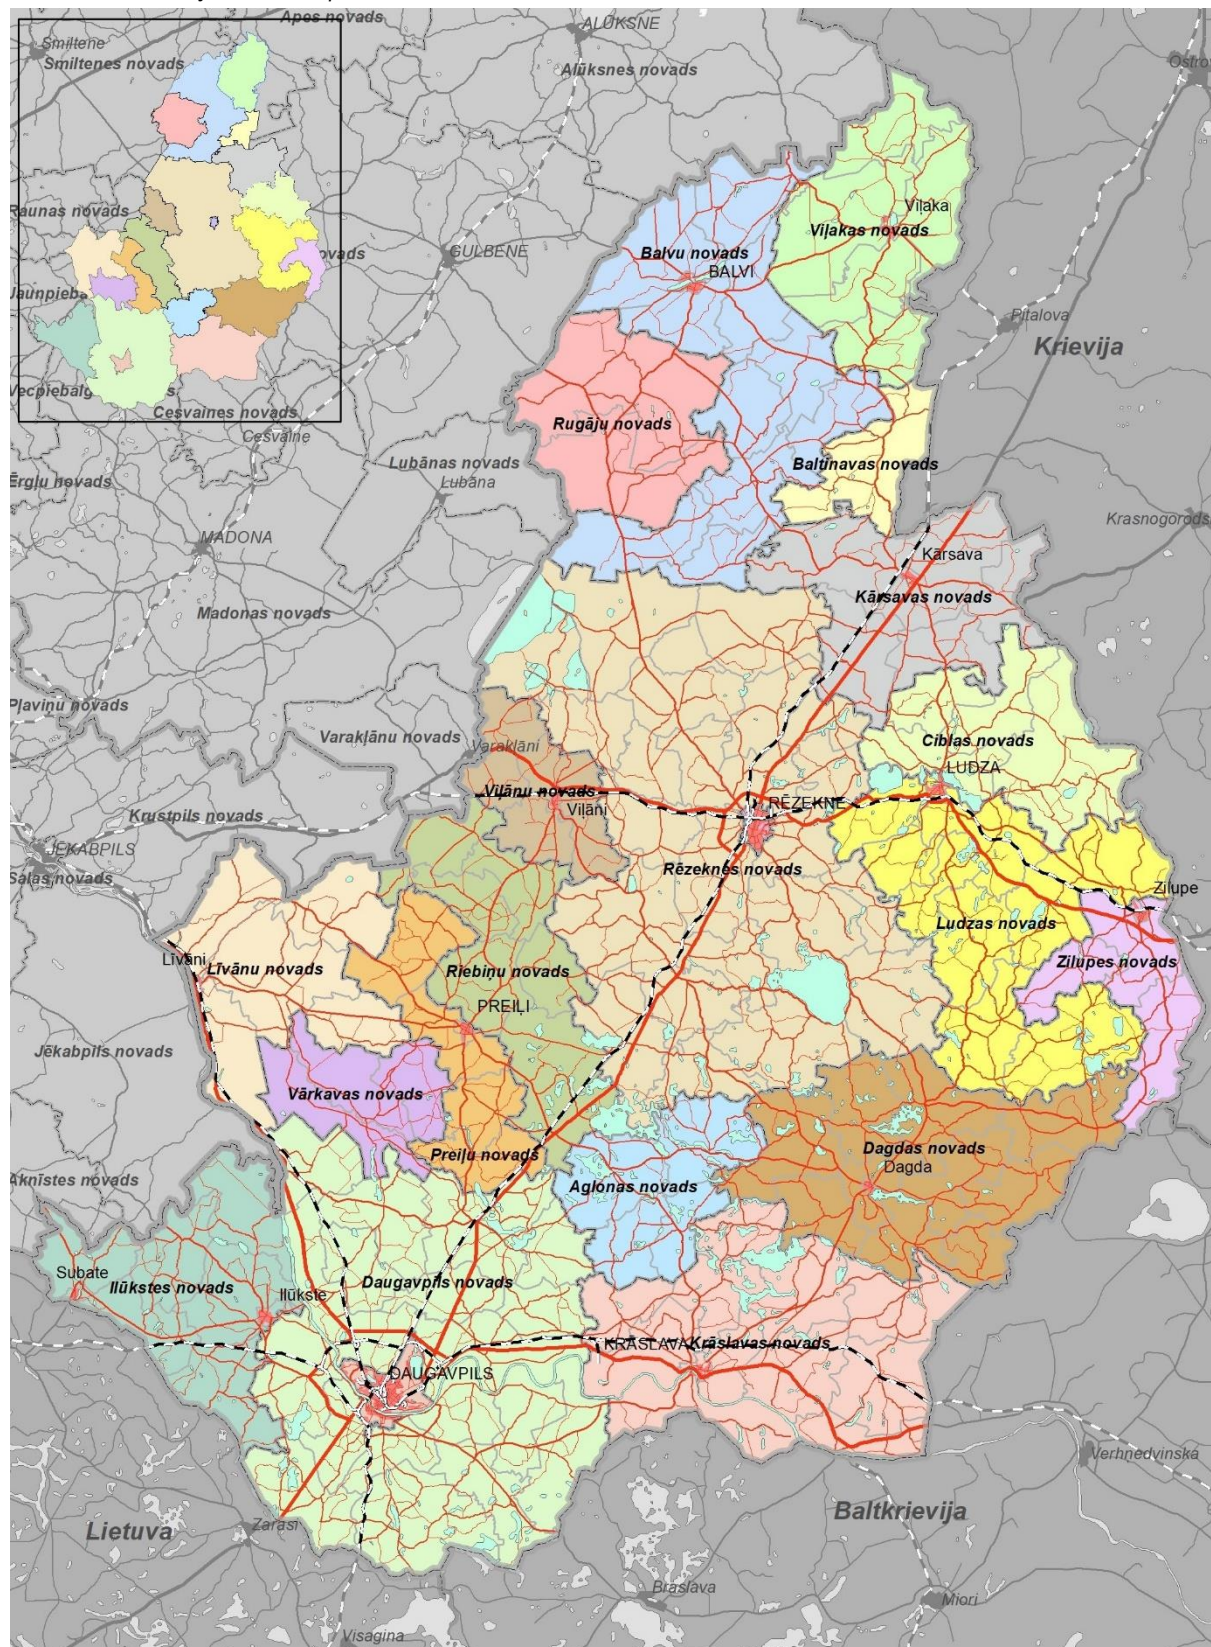 Apes novads
ALŪKSNE
Smiltene
Smiltenes novads
Alūksnes novads
Ostrov
Raunas novads
Viļaka
Viļakas novads
Balvu novads
BALVI
GULBENE
ovads
Jaunpieba
Pitalova
Krievija
Vecpiebalg
s
Cesvaines novads
Cesvaine
Rugāju novads
Lubānas novads
Lubāna
Baltinavas novads
Ērgļu novads
Krasnogorods
MADONA
Kārsava
Kārsavas novads
Madonas novads
Pļaviņu novads
Varakļānu novads
Varakļāni
Ciblas novads
LUDZA
Viļānu novads
Viļāni
RĒZEKNE
Krustpils novads
JĒKABPILS
Salas novads
Rēzeknes novads
Zilupe
Ludzas novads
Līvāni
Līvānu novads
Riebiņu novads
Zilupes novads
PREIĻI
Jēkabpils novads
Vārkavas novads
Preiļu novads
Dagdas novads
Dagda
Aknīstes novads
Aglonas novads
Subate
Ilūkstes novads
Ilūkste
Daugavpils novads
KRĀSLAVA
Krāslavas novads
DAUGAVPILS
Verhnedvinska
Lietuva
Zarasi
Baltkrievija
Braslava
Miori
Visagina